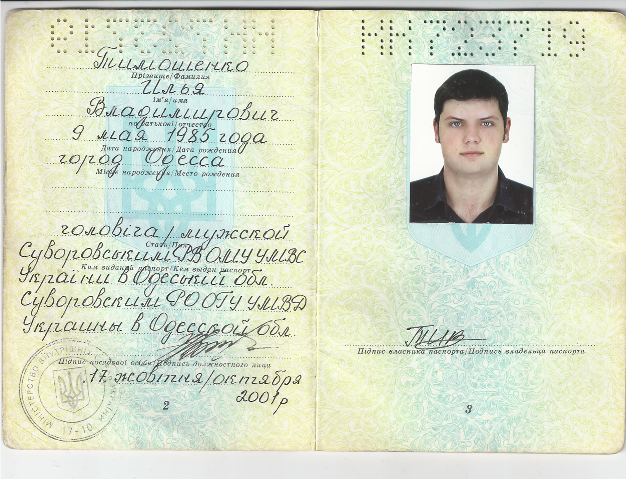 Тимошенко
Прізвище/Фамилия
Илья
Ім'я/имя
Владимирович
по батькові/отчество
9 мая 1985 года
Дата народження/Дата рождения
город Одесса
Місце народження/Место рождения
чоловіча/мужской
Стать/Пол
Суворовським РВ ОМУ УМВС
Ким виданий паспорт/Кем выдан паспорт
України в Одеській обл.
Суворовским РО ОГУ УМВД
Украины в Одесской обл.
Підпис посадової особи/Подпись должностного лица
17 жовтня/октября
2001 р
2
17-10
Підпис власника паспорта/Подпись владельца паспорта
3